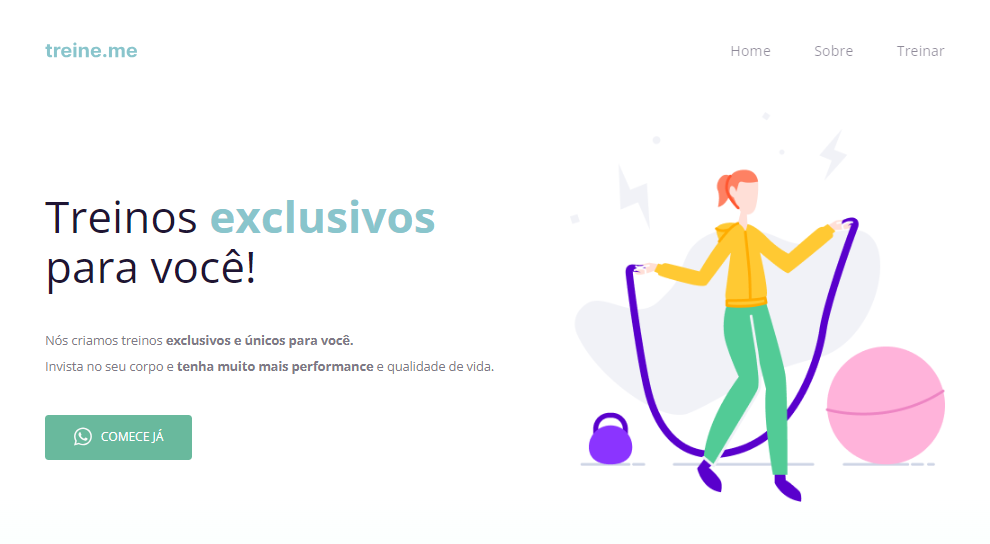 treine.me
Home
Sobre
Treinar
Treinos exclusivos
para você!
Nós criamos treinos exclusivos e únicos para você.
Invista no seu corpo e tenha muito mais performance e qualidade de vida.
COMECE JÁ